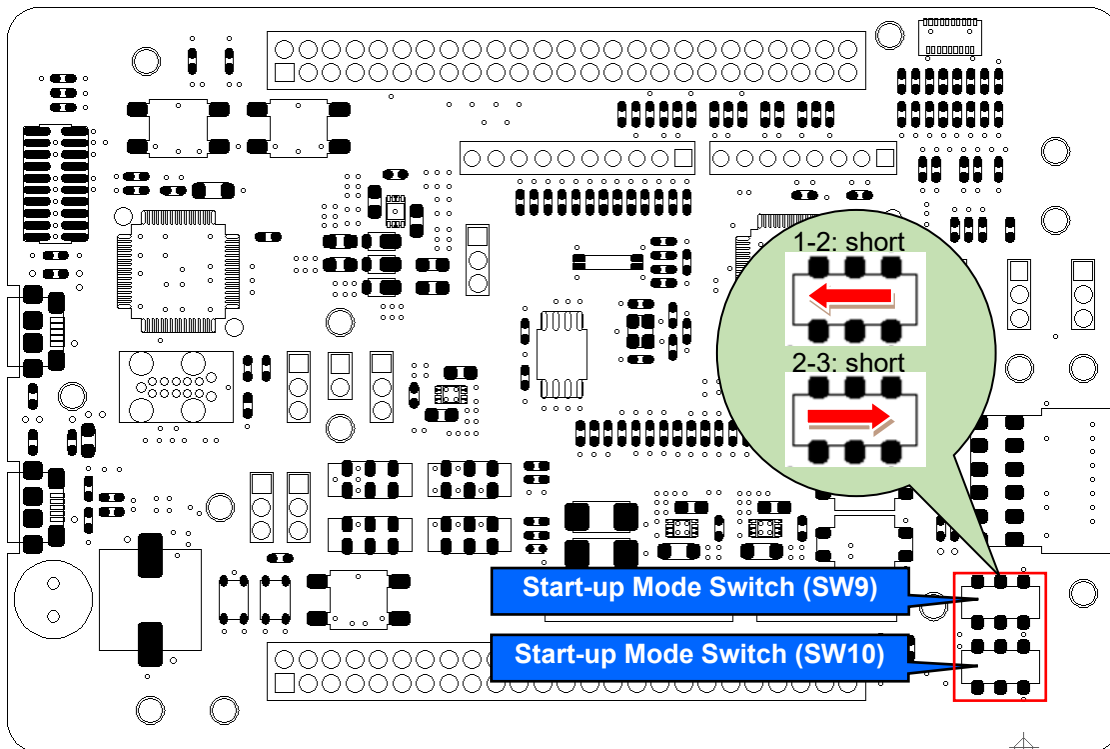 1-2: short
2-3: short
Start-up Mode Switch (SW9)
Start-up Mode Switch (SW10)